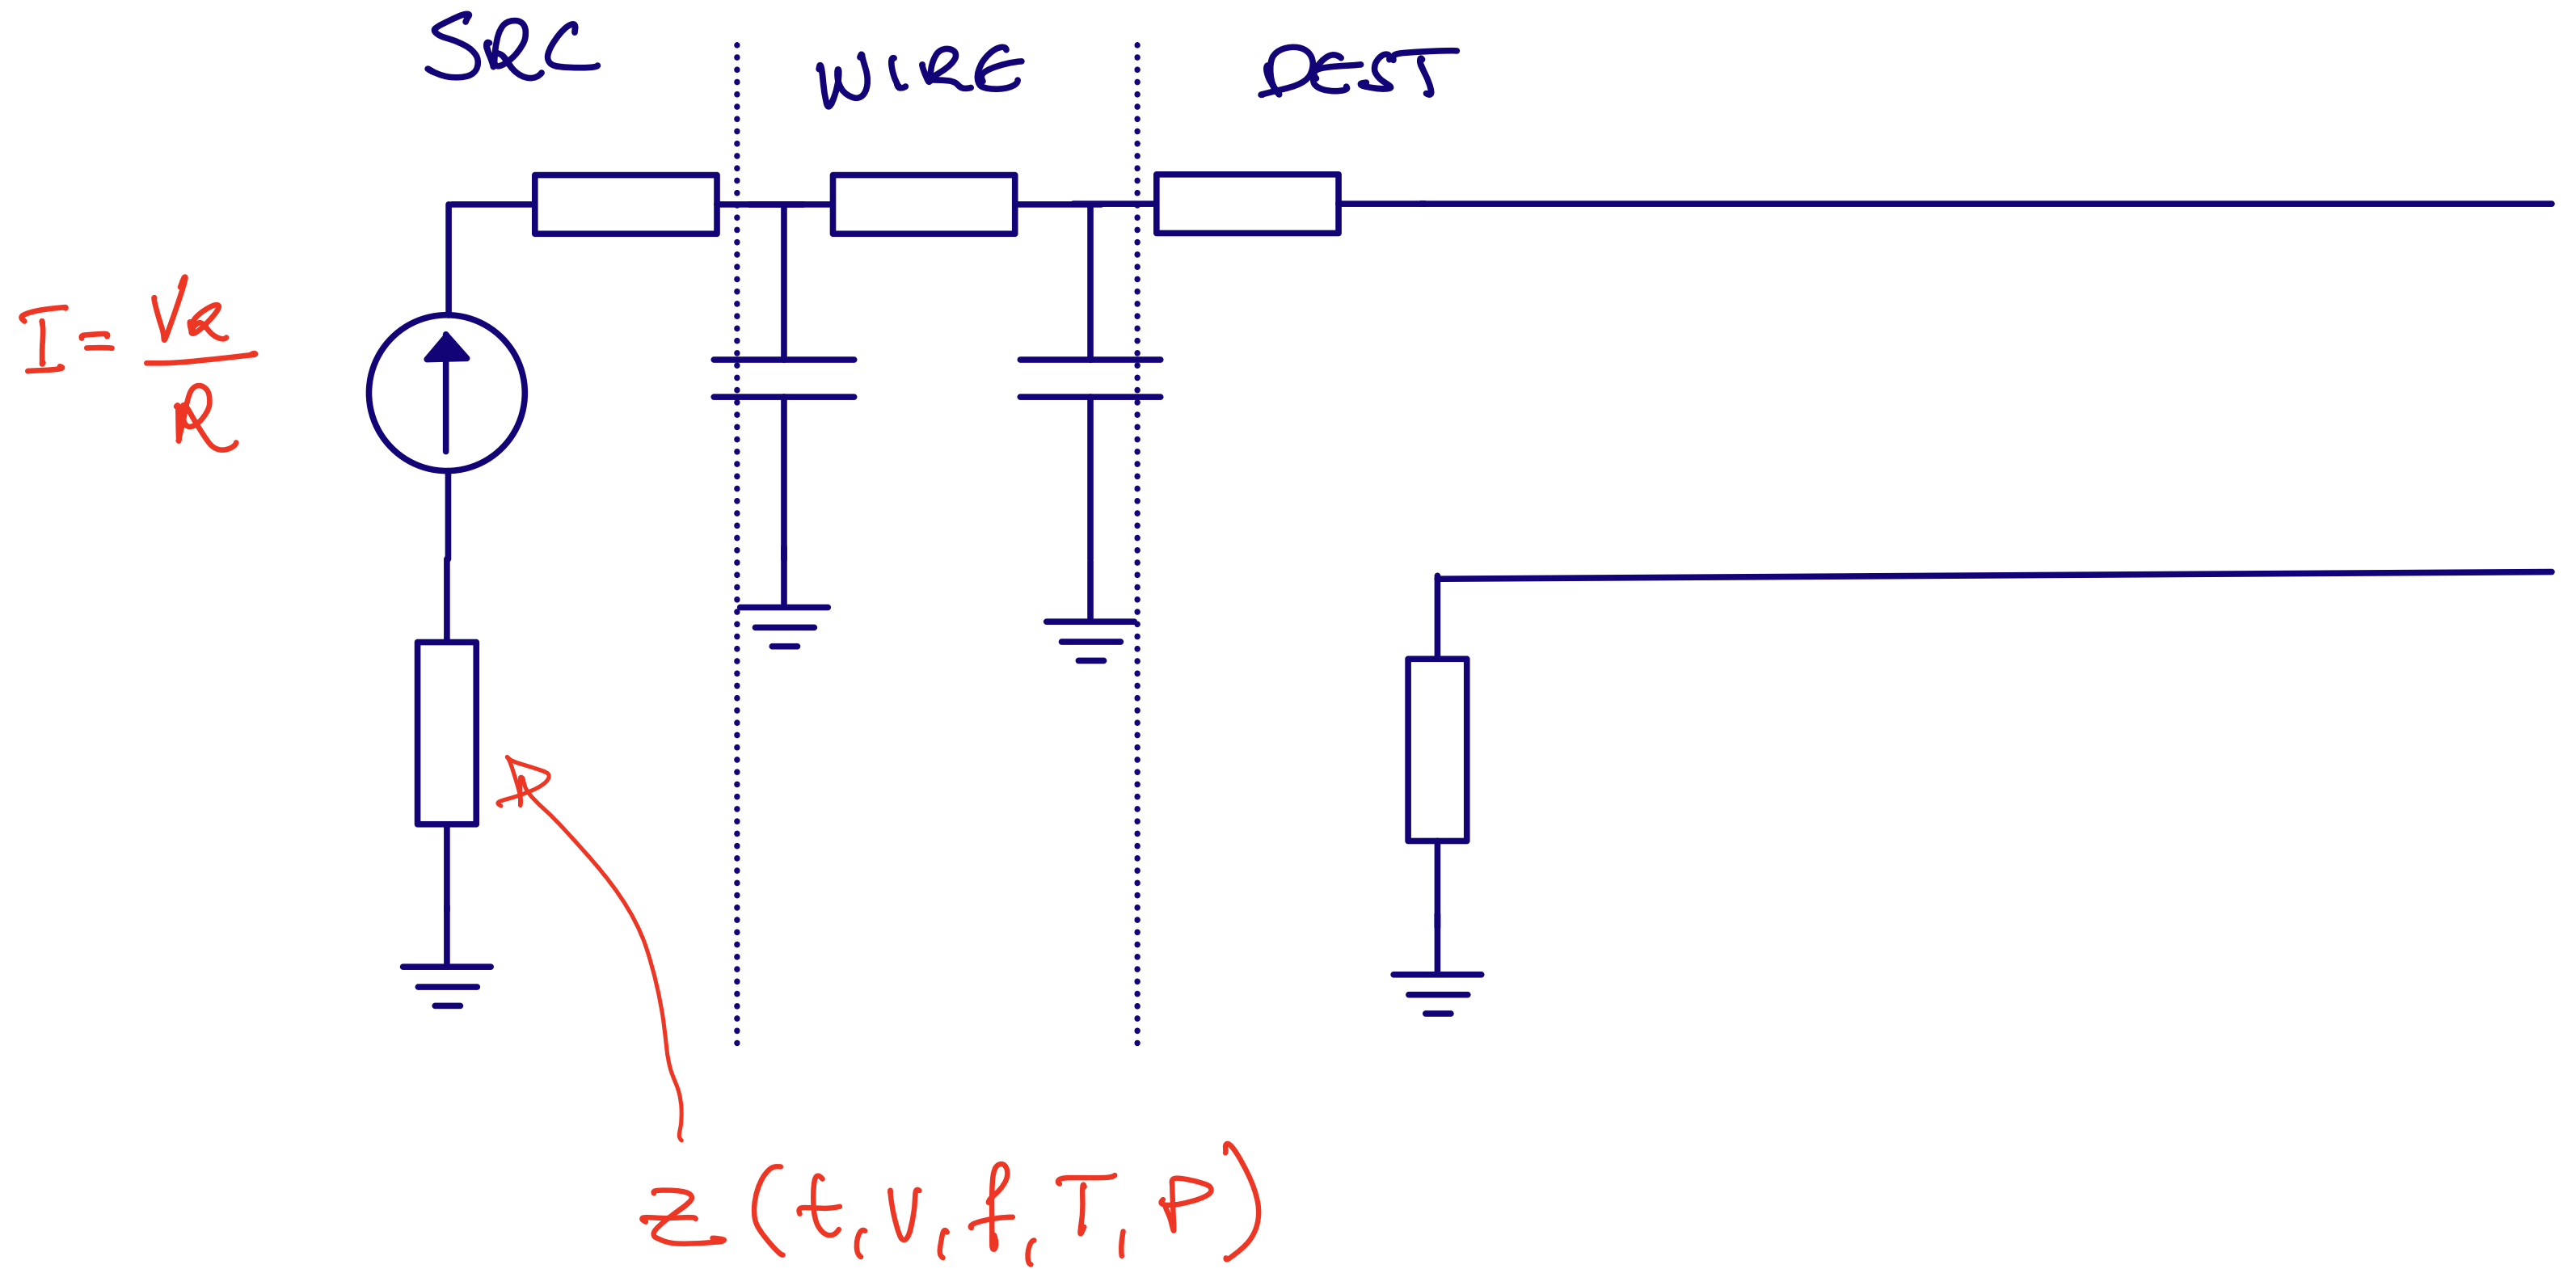 SRC WIRE DEST
I = VR / R
Z (t, V, f, T, P)